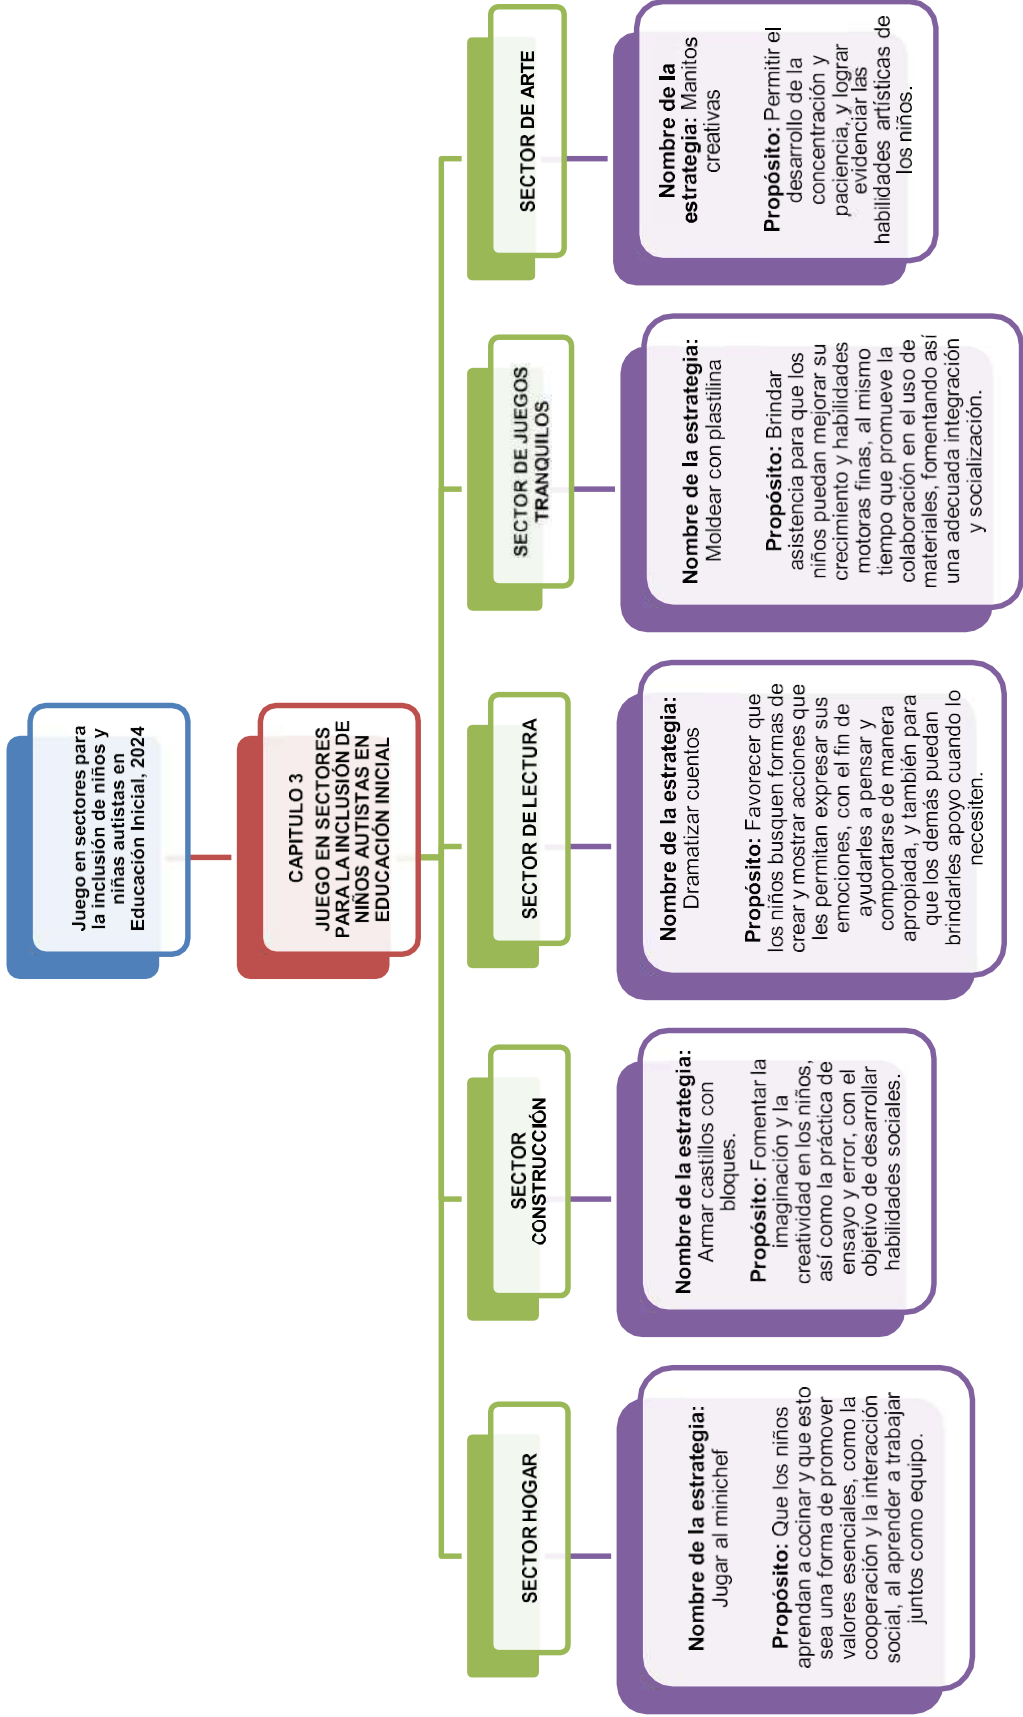 Juego en sectores para
la inclusión de niños y
niñas autistas en
Educación Inicial, 2024
CAPITULO 3
JUEGO EN SECTORES
PARA LA INCLUSIÓN DE
NIÑOS AUTISTAS EN
EDUCACIÓN INICIAL
SECTOR HOGAR
Nombre de la estrategia:
Jugar al minichef
Propósito: Que los niños
aprendan a cocinar y que esto
sea una forma de promover
valores esenciales, como la
cooperación y la interacción
social, al aprender a trabajar
juntos como equipo.
SECTOR
CONSTRUCCIÓN
Nombre de la estrategia:
Armar castillos con
bloques.
Propósito: Fomentar la
imaginación y la
creatividad en los niños,
así como la práctica de
ensayo y error, con el
objetivo de desarrollar
habilidades sociales.
SECTOR DE LECTURA
Nombre de la estrategia:
Dramatizar cuentos
Propósito: Favorecer que
los niños busquen formas de
crear y mostrar acciones que
les permitan expresar sus
emociones, con el fin de
ayudarles a pensar y
comportarse de manera
apropiada, y también para
que los demás puedan
brindarles apoyo cuando lo
necesiten.
SECTOR DE JUEGOS
TRANQUILOS
Nombre de la estrategia:
Moldear con plastilina
Propósito: Brindar
asistencia para que los
niños puedan mejorar su
crecimiento y habilidades
motoras finas, al mismo
tiempo que promueve la
colaboración en el uso de
materiales, fomentando así
una adecuada integración
y socialización.
SECTOR DE ARTE
Nombre de la
estrategia: Manitos
creativas
Propósito: Permitir el
desarrollo de la
concentración y
paciencia, y lograr
evidenciar las
habilidades artísticas de
los niños.